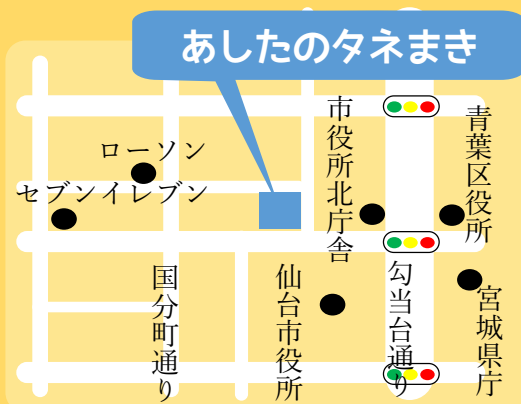 あしたのタネまき
ローソン
セブンイレブン
市役所北庁舎
青葉区役所
国分町通り
仙台市役所
勾当台通り
宮城県庁